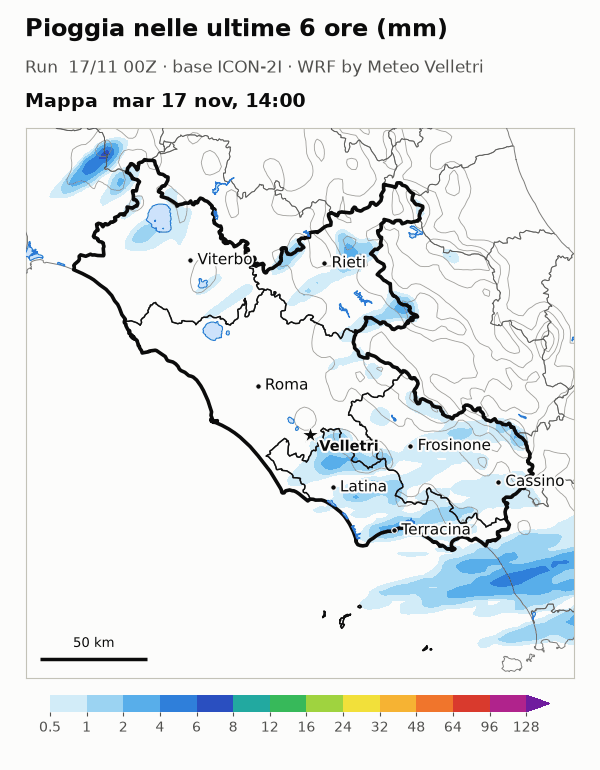 Pioggia nelle ultime 6 ore (mm)
Run  17/11 00Z · base ICON-2I · WRF by Meteo Velletri
Mappa  mar 17 nov, 14:00
Viterbo
Rieti
Roma
Velletri
Frosinone
Latina
Cassino
Terracina
50 km
0.5 1 2 4 6 8 12 16 24 32 48 64 96 128